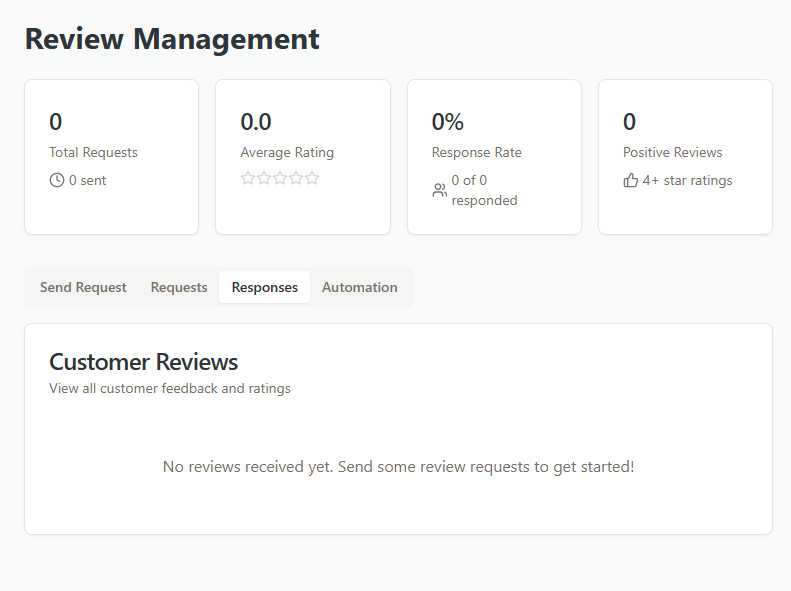 Review Management
0
Total Requests
0 sent
0.0
Average Rating
0%
Response Rate
0 of 0
responded
0
Positive Reviews
4+ star ratings
Send Request
Requests
Responses
Automation
Customer Reviews
View all customer feedback and ratings
No reviews received yet. Send some review requests to get started!